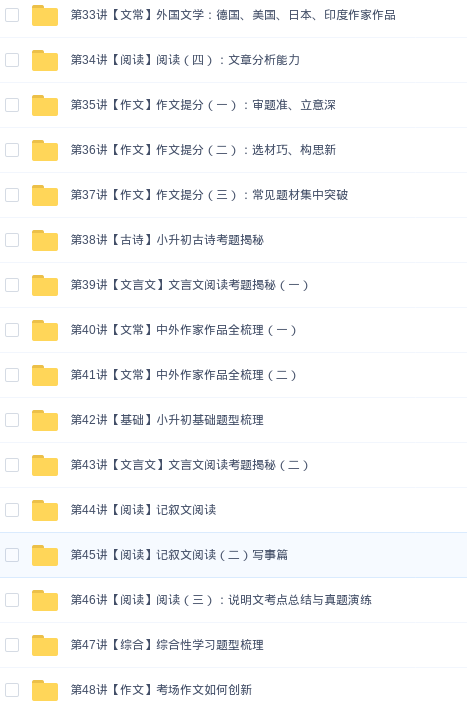 第33讲【文常】外国文学：德国、美国、日本、印度作家作品
第34讲【阅读】阅读（四）：文章分析能力
第35讲【作文】作文提分（一）：审题准、立意深
第36讲【作文】作文提分（二）：选材巧、构思新
第37讲【作文】作文提分（三）：常见题材集中突破
第38讲【古诗】小升初古诗考题揭秘
第39讲【文言文】文言文阅读考题揭秘（一）
第40讲【文常】中外作家作品全梳理（一）
第41讲【文常】中外作家作品全梳理（二）
第42讲【基础】小升初基础题型梳理
第43讲【文言文】文言文阅读考题揭秘（二）
第44讲【阅读】记叙文阅读
第45讲【阅读】记叙文阅读（二）写事篇
第46讲【阅读】阅读（三）：说明文考点总结与真题演练
第47讲【综合】综合性学习题型梳理
第48讲【作文】考场作文如何创新